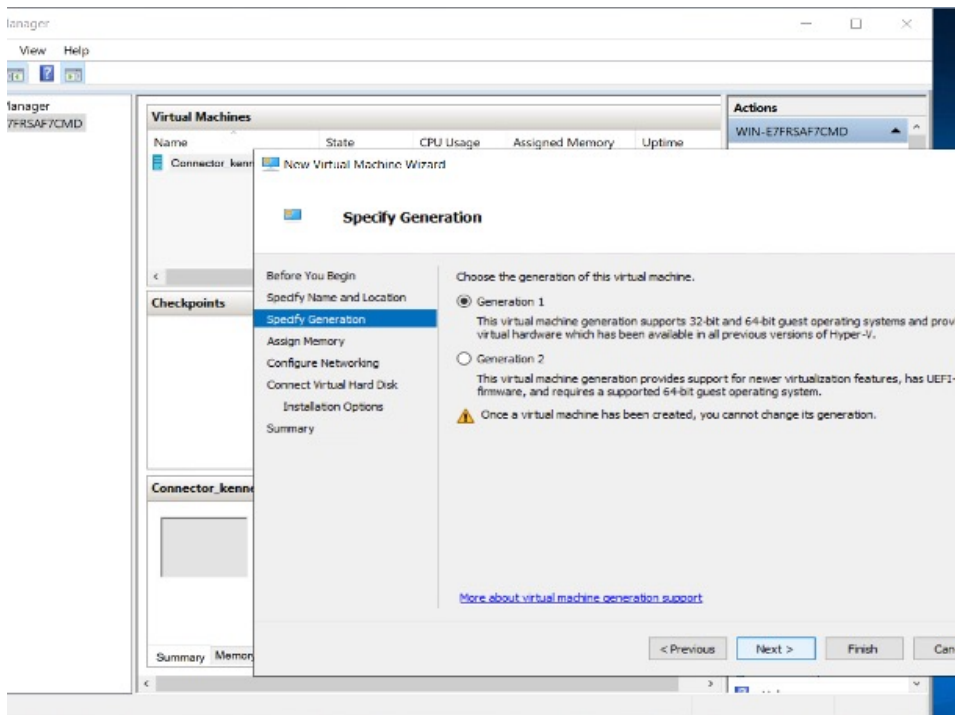 Manager
View Help
Manager
7FRSAF7CMD
Virtual Machines
Name State CPU Usage Assigned Memory Uptime
Connector_kenn
Actions
WIN-E7FRSAF7CMD
New Virtual Machine Wizard
Specify Generation
Before You Begin
Specify Name and Location
Specify Generation
Assign Memory
Configure Networking
Connect Virtual Hard Disk
Installation Options
Summary
Choose the generation of this virtual machine.
Generation 1
This virtual machine generation supports 32-bit and 64-bit guest operating systems and prov
virtual hardware which has been available in all previous versions of Hyper-V.
Generation 2
This virtual machine generation provides support for newer virtualization features, has UEFI-
firmware, and requires a supported 64-bit guest operating system.
Once a virtual machine has been created, you cannot change its generation.
More about virtual machine generation support
< Previous Next > Finish Can
Checkpoints
Connector_kenne
Summary Memory